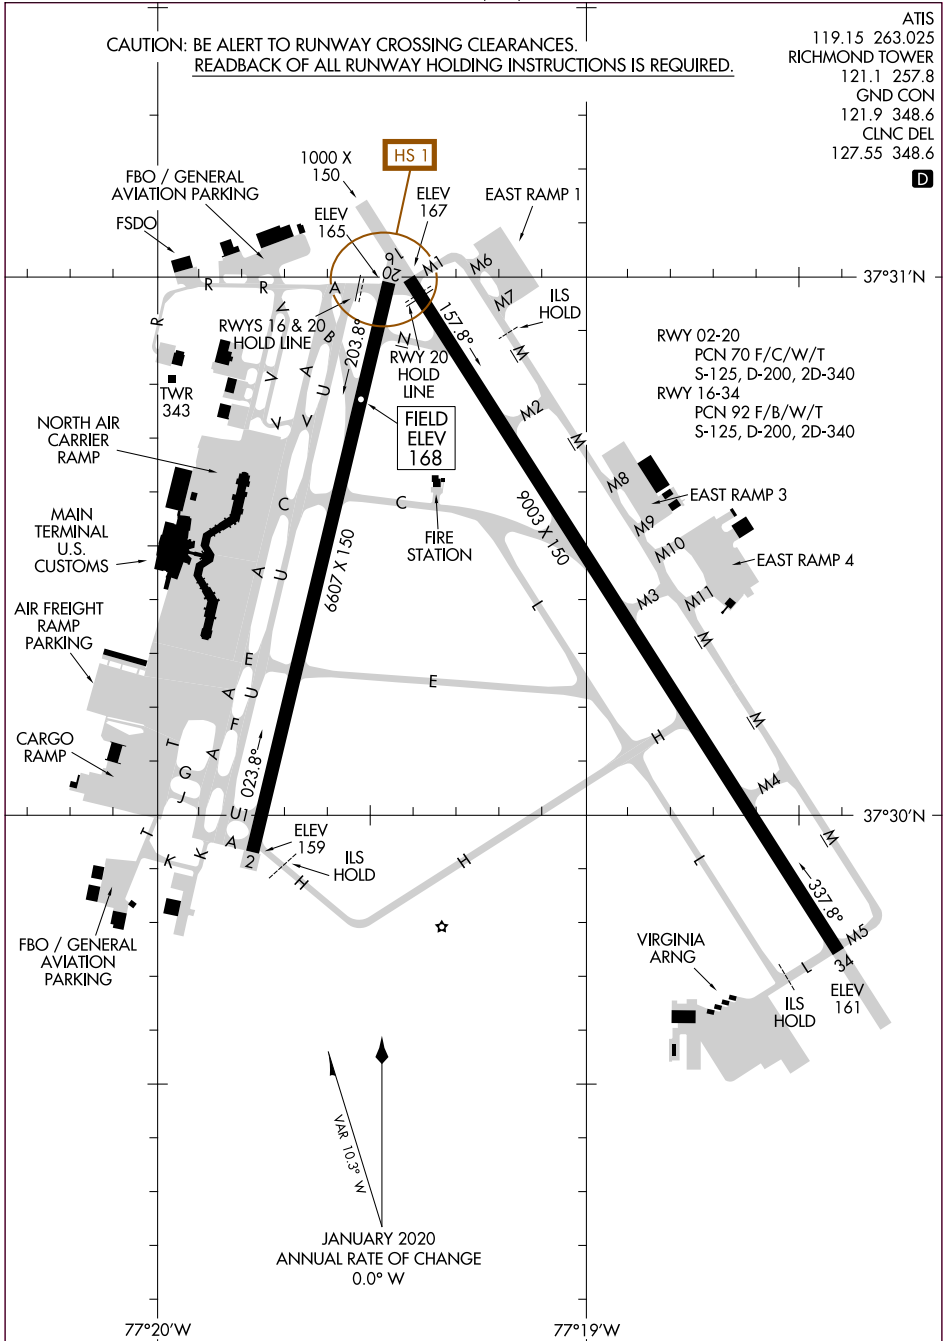 ATIS
119.15 263.025
RICHMOND TOWER
121.1 257.8
GND CON
121.9 348.6
CLNC DEL
127.55 348.6
D
CAUTION: BE ALERT TO RUNWAY CROSSING CLEARANCES.
READBACK OF ALL RUNWAY HOLDING INSTRUCTIONS IS REQUIRED.
HS 1
1000 X
150
FBO / GENERAL
AVIATION PARKING
FSDO
ELEV
165
ELEV
167
EAST RAMP 1
16
20
M1
M6
M7
37°31'N
R
R
R
A
V
B
RWYS 16 & 20
HOLD LINE
203.8°
N
157.8°
RWY 20
HOLD
LINE
ILS
HOLD
M
RWY 02-20
PCN 70 F/C/W/T
S-125, D-200, 2D-340
RWY 16-34
PCN 92 F/B/W/T
S-125, D-200, 2D-340
TWR
343
V
A
U
V
V
M2
M
FIELD
ELEV
168
NORTH AIR
CARRIER
RAMP
M8
EAST RAMP 3
C
C
9003 X 150
M9
MAIN
TERMINAL
U.S.
CUSTOMS
FIRE
STATION
M10
EAST RAMP 4
A
U
6607 X 150
L
M3
M11
AIR FREIGHT
RAMP
PARKING
M
E
A
U
E
F
H
M
CARGO
RAMP
T
A
G
J
023.8°
M4
U1
37°30'N
T
A
K
K
2
ELEV
159
ILS
HOLD
H
H
L
M
337.8°
FBO / GENERAL
AVIATION
PARKING
VIRGINIA
ARNG
M5
L
34
ILS
HOLD
ELEV
161
VAR 10.3° W
JANUARY 2020
ANNUAL RATE OF CHANGE
0.0° W
77°20'W
77°19'W